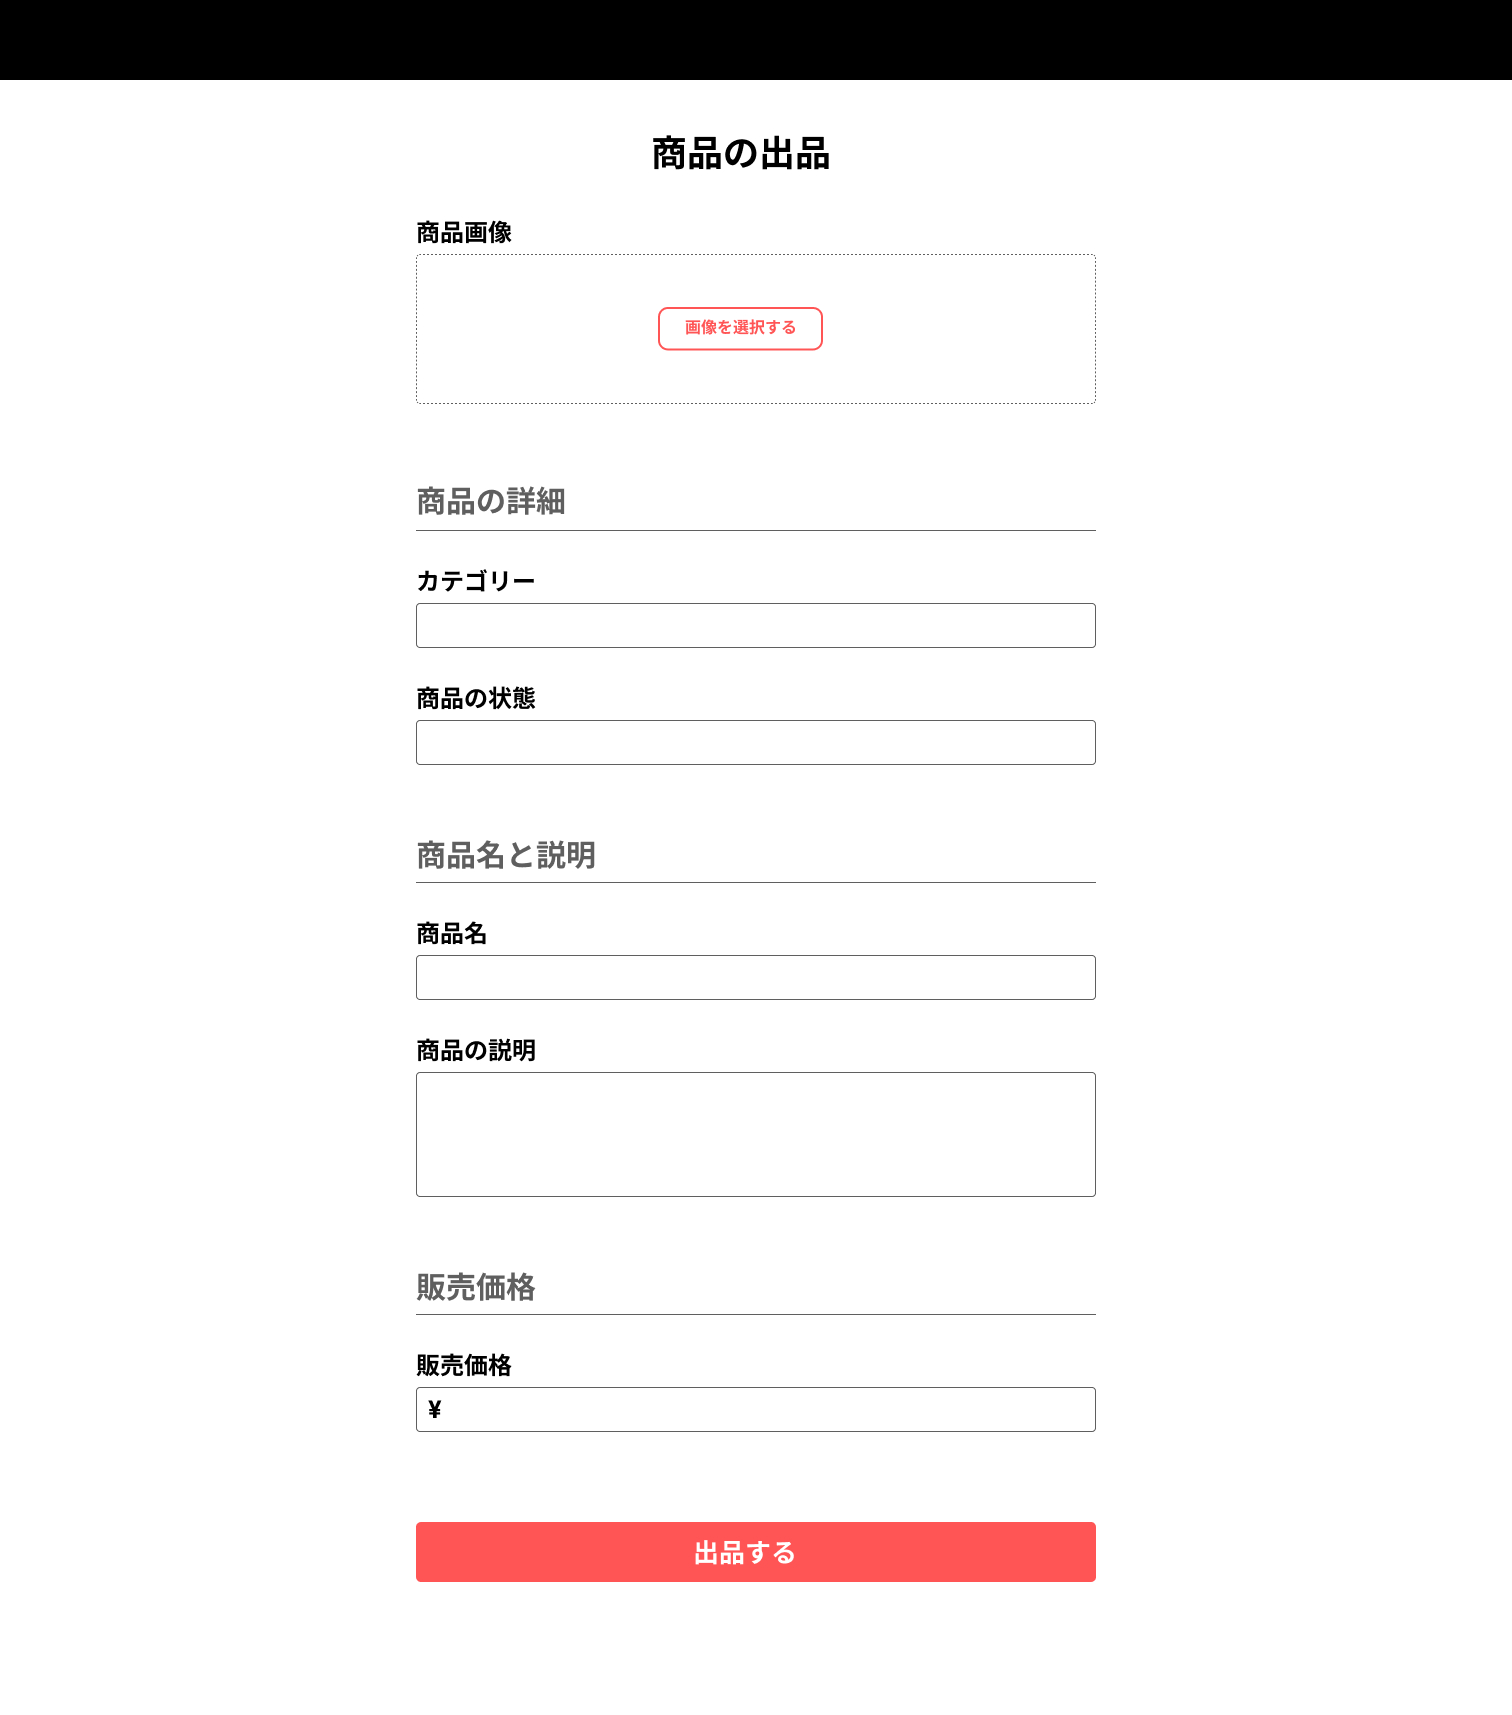 商品の出品
商品画像
画像を選択する
商品の詳細
カテゴリー
商品の状態
商品名と説明
商品名
商品の説明
販売価格
販売価格
¥
出品する